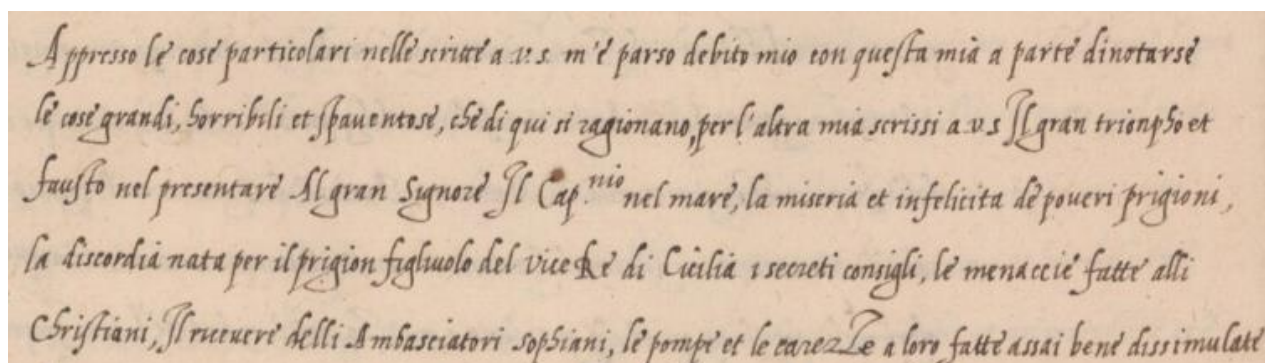 Appresso le cose particolari nelle scritte a v. s. m'è parso debito mio con questa mia a parte dinotarse
le cose grandi, horribili et spaventose, che di qui si ragionano, per l'altra mia scrissi a v s Il gran trionpho et
fausto nel presentare Al gran Signore Il Cap.nio nel mare, la miseria et infelicita de poveri prigioni,
la discordia nata per il prigion figliuolo del vice Re di Cicilia i secreti consigli, le menaccie fatte alli
Christiani, Il riceuere delli Ambasciatori sophiani, le pompe et le carezze a loro fatte assai bene dissimulate